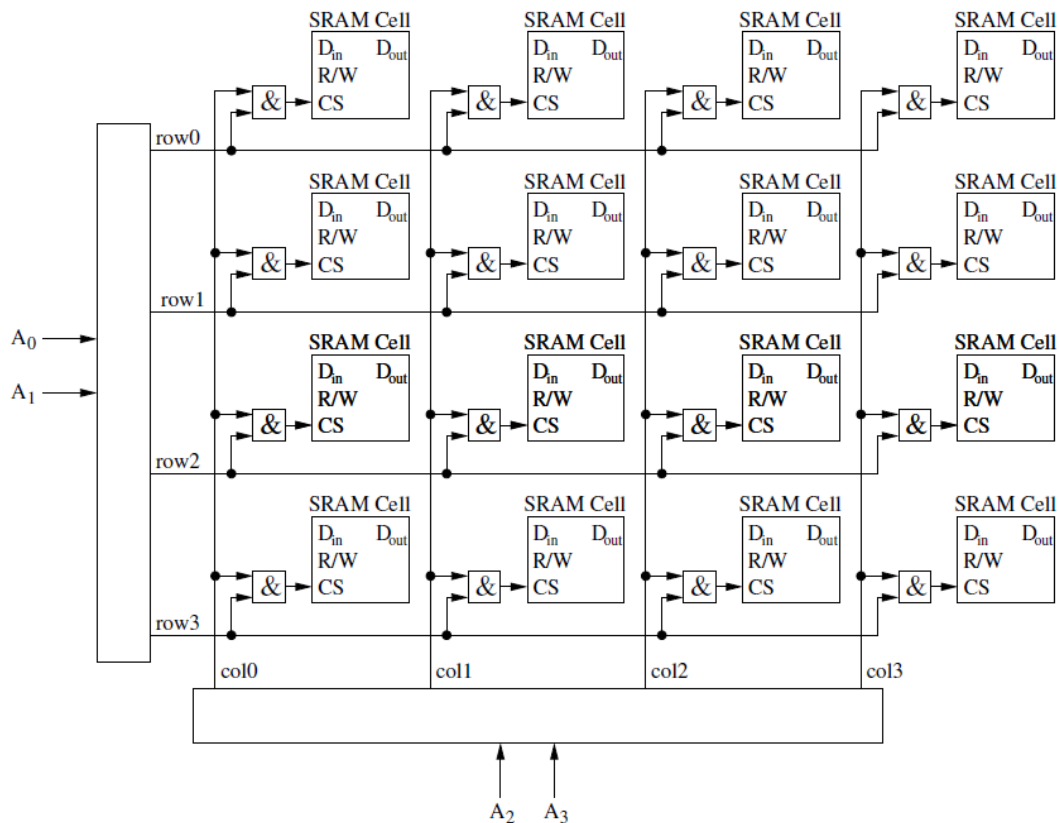 SRAM Cell SRAM Cell SRAM Cell SRAM Cell
Din Dout Din Dout Din Dout Din Dout
R/W R/W R/W R/W
& CS & CS & CS & CS
row0
SRAM Cell SRAM Cell SRAM Cell SRAM Cell
Din Dout Din Dout Din Dout Din Dout
R/W R/W R/W R/W
& CS & CS & CS & CS
row1
A0
SRAM Cell SRAM Cell SRAM Cell SRAM Cell
Din Dout Din Dout Din Dout Din Dout
A1
R/W R/W R/W R/W
& CS & CS & CS & CS
row2
SRAM Cell SRAM Cell SRAM Cell SRAM Cell
Din Dout Din Dout Din Dout Din Dout
R/W R/W R/W R/W
& CS & CS & CS & CS
row3
col0 col1 col2 col3
A2 A3